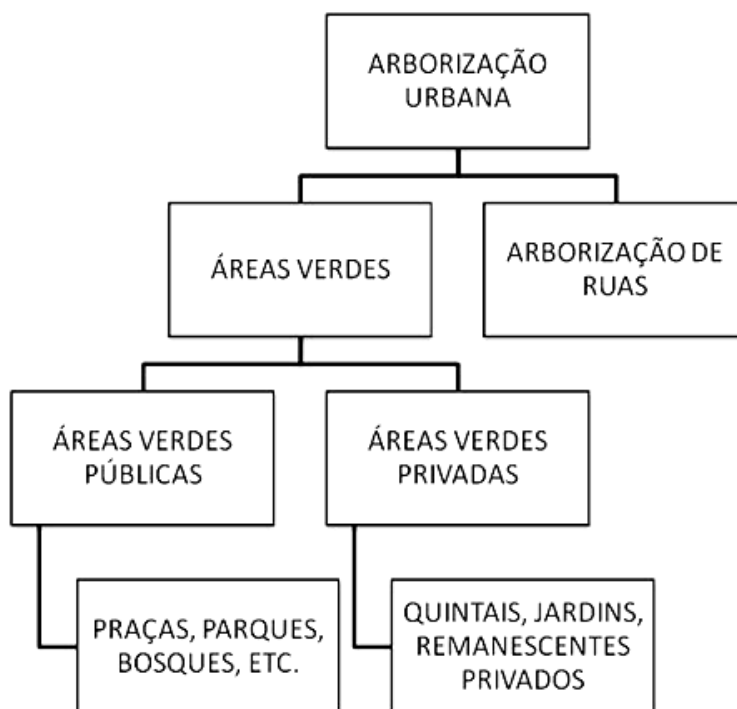 ARBORIZAÇÃO
URBANA
ÁREAS VERDES
ARBORIZAÇÃO DE
RUAS
ÁREAS VERDES
PÚBLICAS
ÁREAS VERDES
PRIVADAS
PRAÇAS, PARQUES,
BOSQUES, ETC.
QUINTAIS, JARDINS,
REMANESCENTES
PRIVADOS